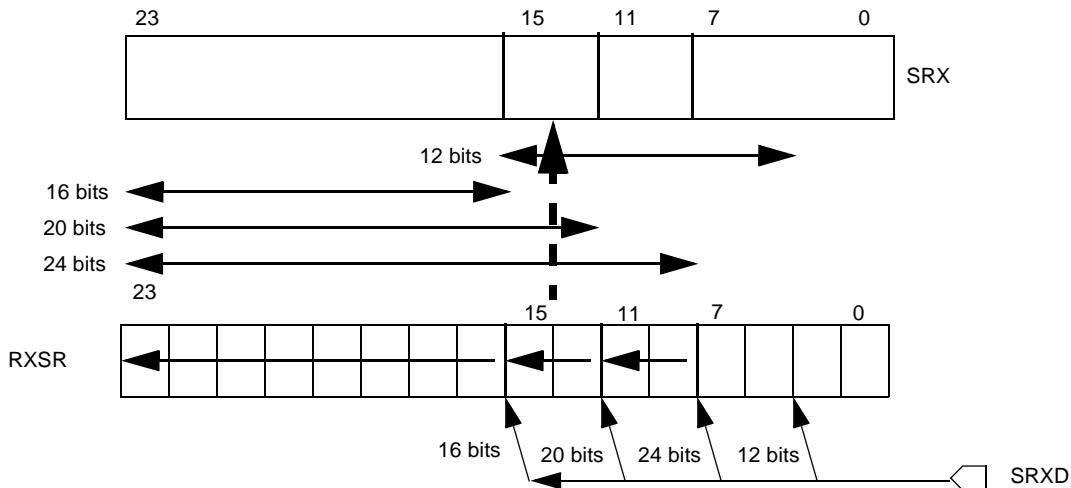 23 15 11 7 0
SRX
12 bits
16 bits
20 bits
24 bits
23
15 11 7 0
RXSR
16 bits 20 bits 24 bits 12 bits
SRXD